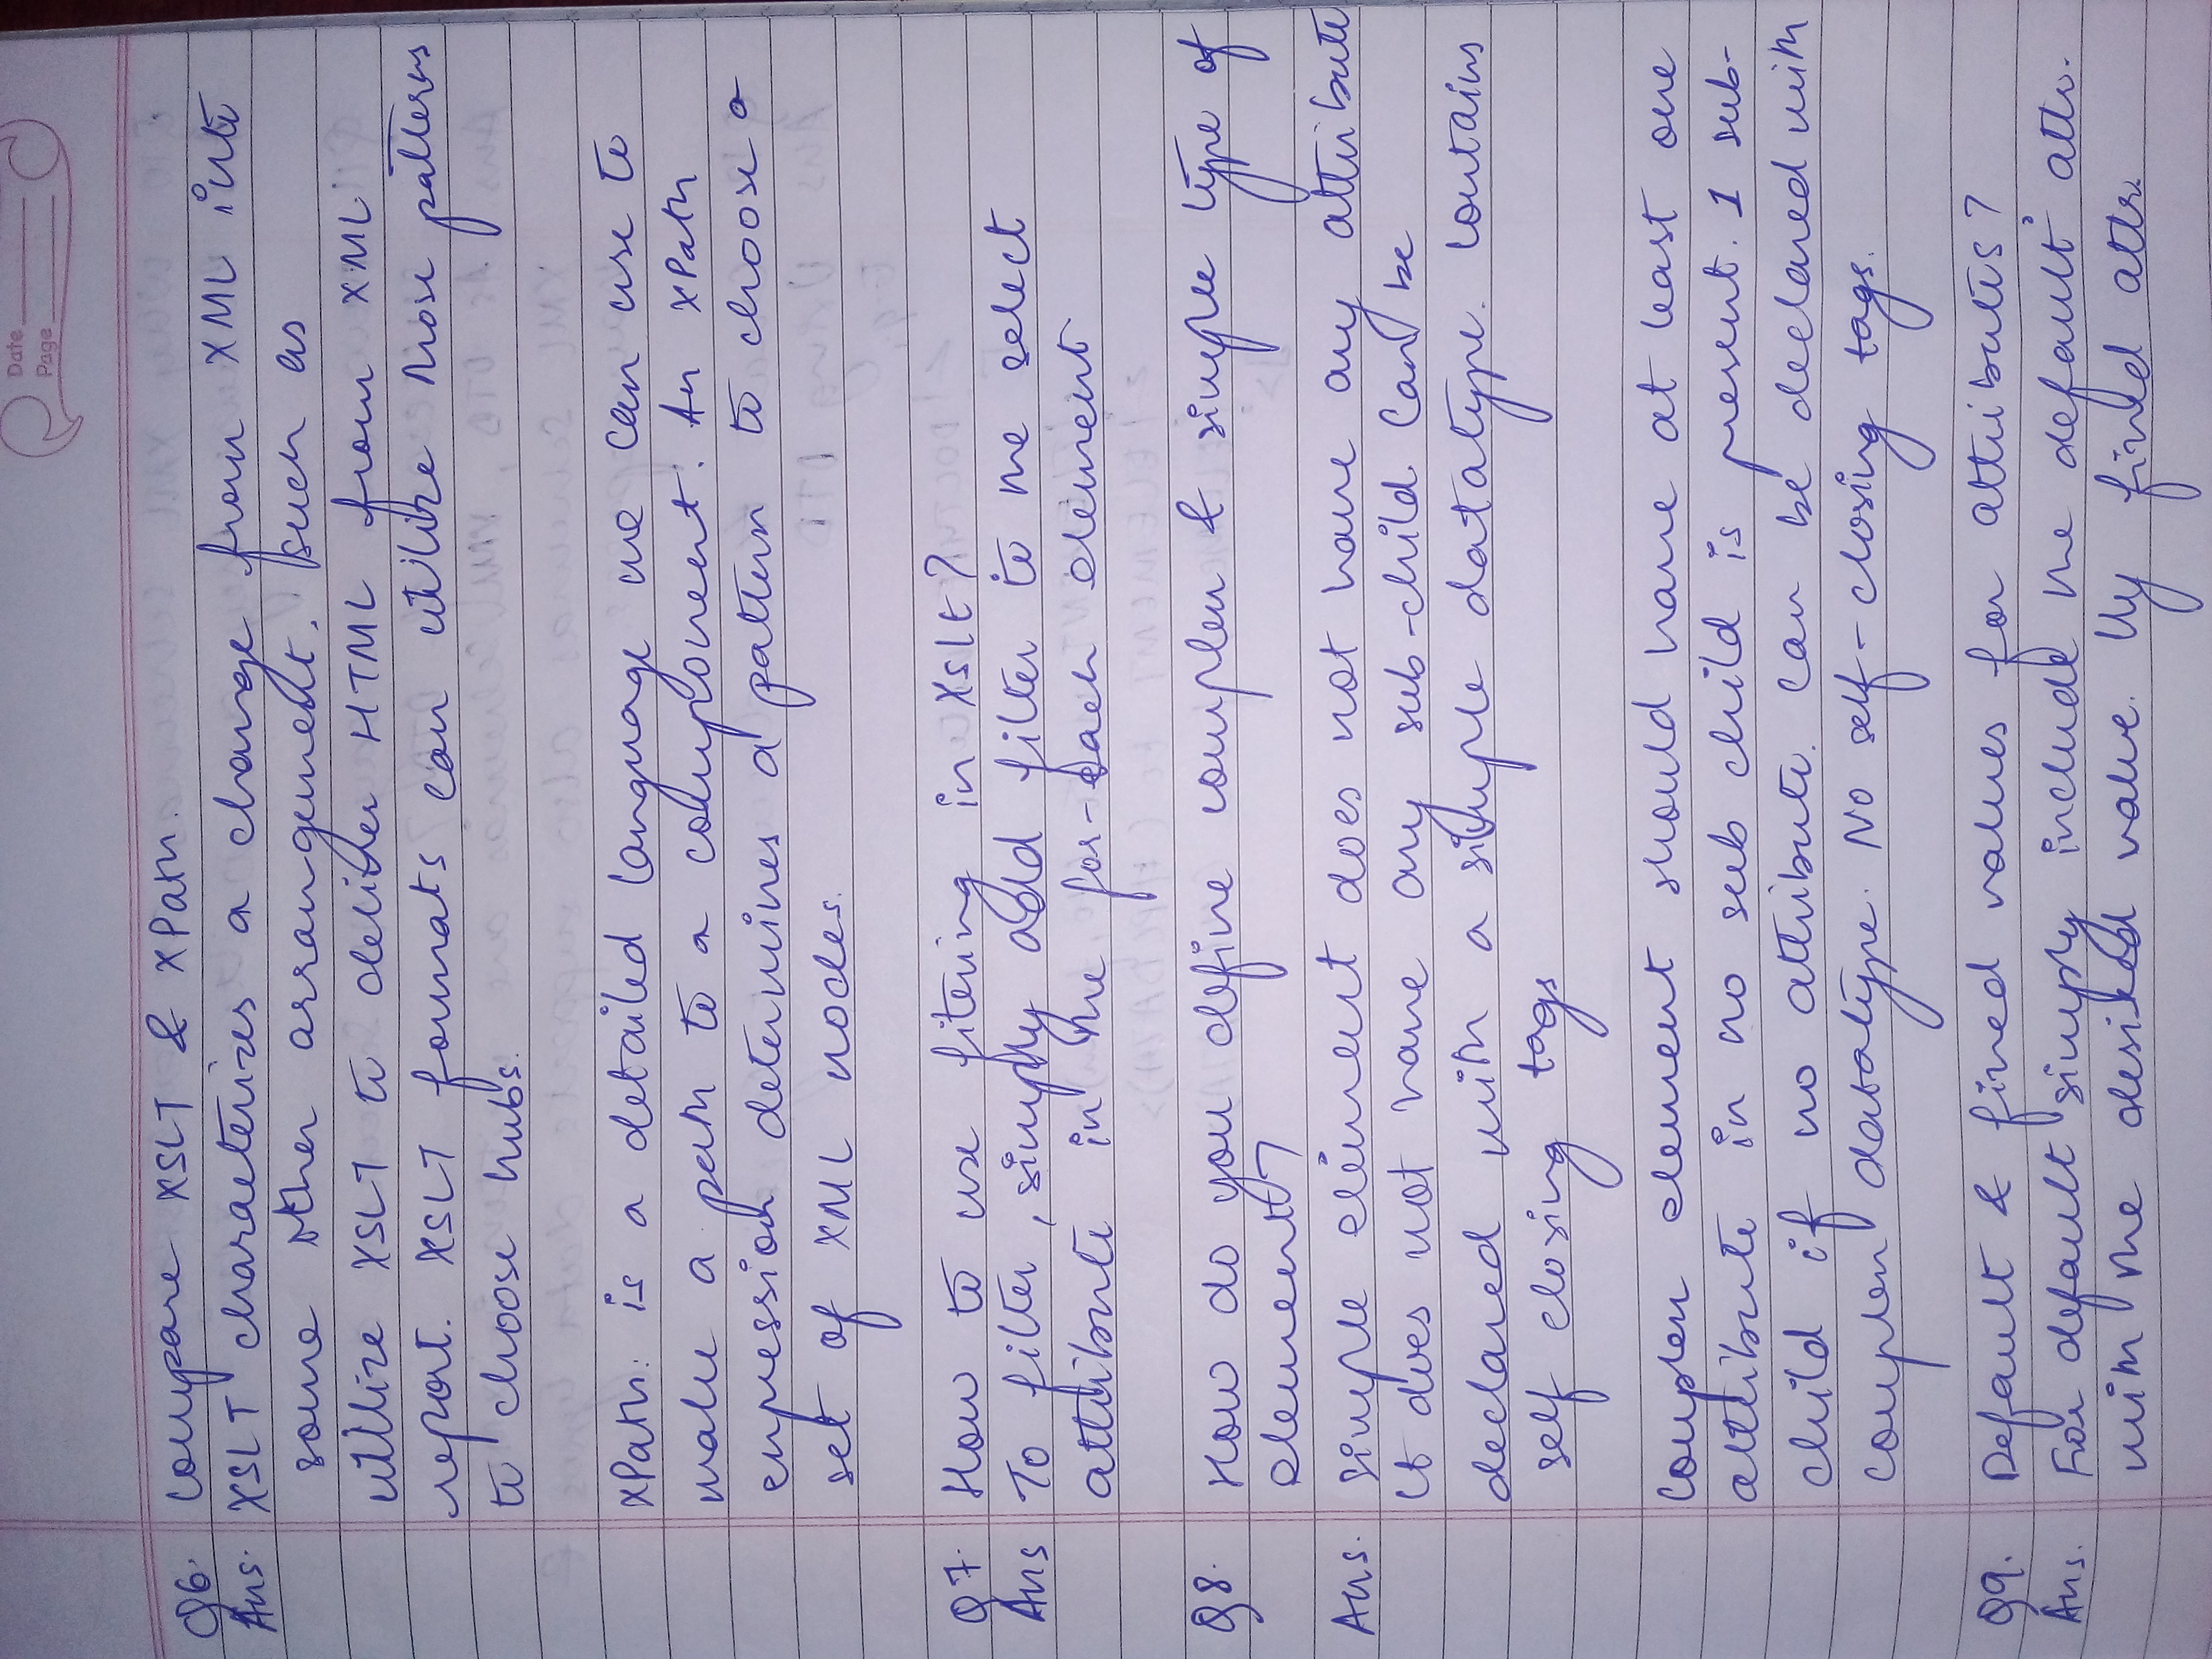 Date
Page
Q6. Compare XSLT & XPath.
Ans. XSLT characterizes a change from XML into
some other arrangement. Such as
utilize XSLT to deliver HTML from XML
report. XSLT formats can utilize those patterns
to choose hubs.
XPath: is a detailed language we can use to
make a path to a component. An XPath
expression determines a pattern to choose a
set of XML nodes.
Q7. How to use fitering in Xslt?
Ans To filter, simply add filter to the select
attribute in the for-each element
Q8. How do you define complex & simple type of
element?
Ans. Simple element does not have any attribute
It does not have any sub-child. Can be
declared with a simple datatype. Contains
self closing tags
Complex element should have at least one
attribute in no sub child is present. 1 sub-
child if no attribute. Can be declared with
complex datatype. No self-closing tags.
Q9. Default & fixed values for attributes?
Ans. For default simply include the default attr.
with the desired value. lly fixed attr.